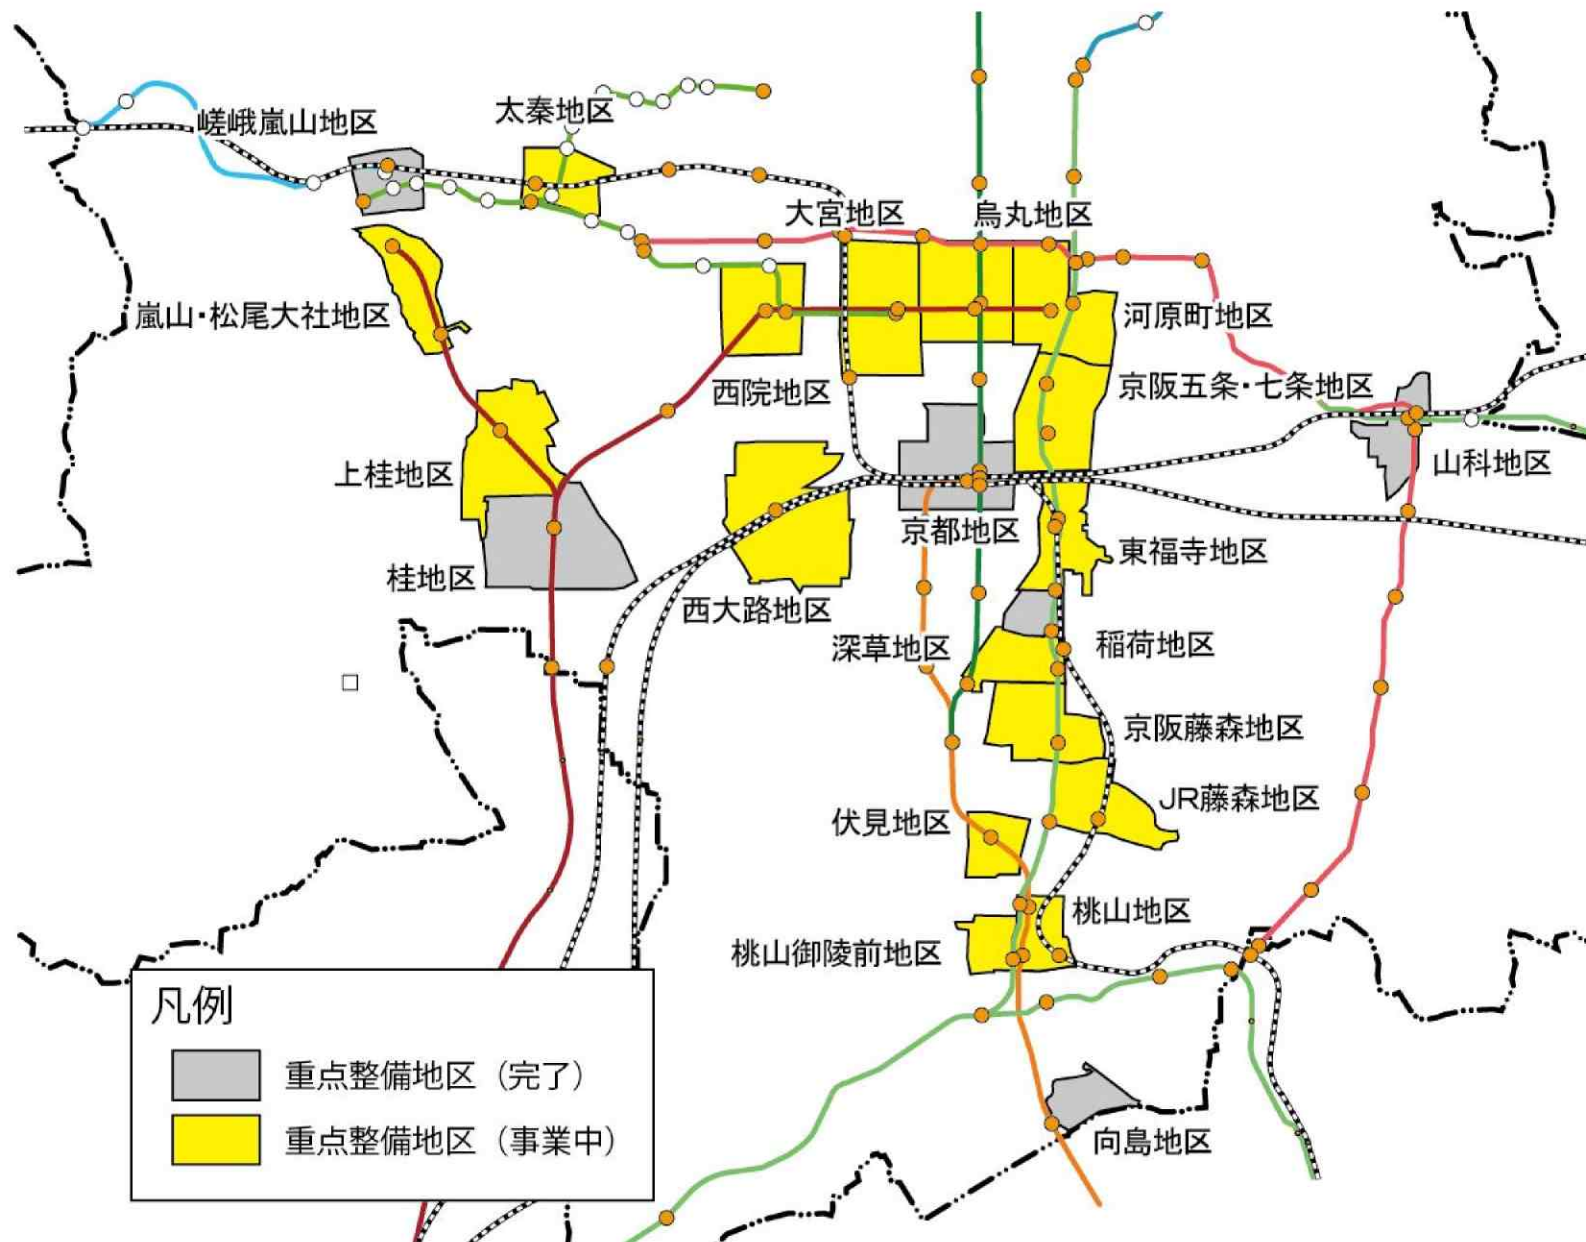 太秦地区
嵯峨嵐山地区
大宮地区
烏丸地区
嵐山・松尾大社地区
河原町地区
西院地区
京阪五条・七条地区
上桂地区
山科地区
京都地区
東福寺地区
桂地区
西大路地区
深草地区
稲荷地区
京阪藤森地区
JR藤森地区
伏見地区
桃山地区
桃山御陵前地区
凡例
重点整備地区（完了）
重点整備地区（事業中）
向島地区